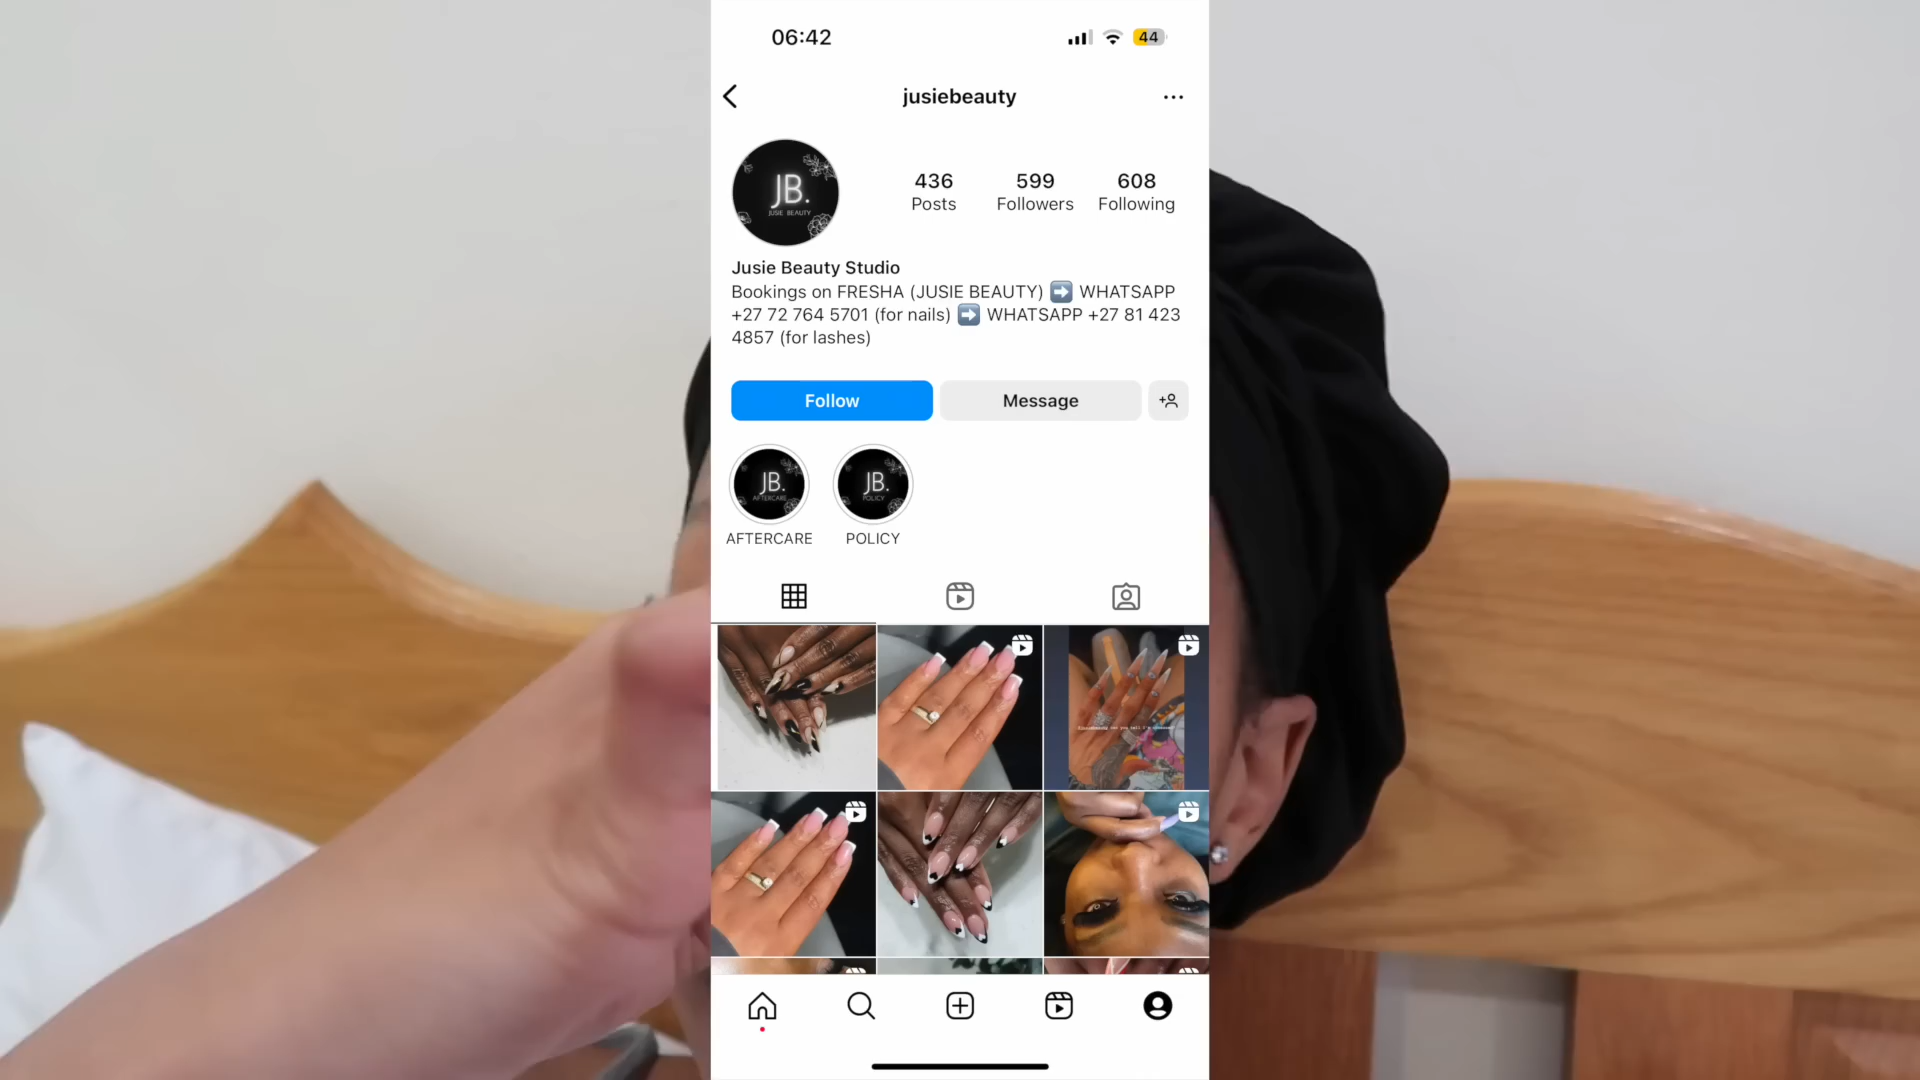 06:42
44
jusiebeauty
JB.
JUSIE BEAUTY
436
599
608
Posts
Followers
Following
Jusie Beauty Studio
Bookings on FRESHA (JUSIE BEAUTY) ➡️ WHATSAPP
+27 72 764 5701 (for nails) ➡️ WHATSAPP +27 81 423
4857 (for lashes)
Follow
Message
JB.
AFTERCARE
JB.
POLICY
AFTERCARE
POLICY